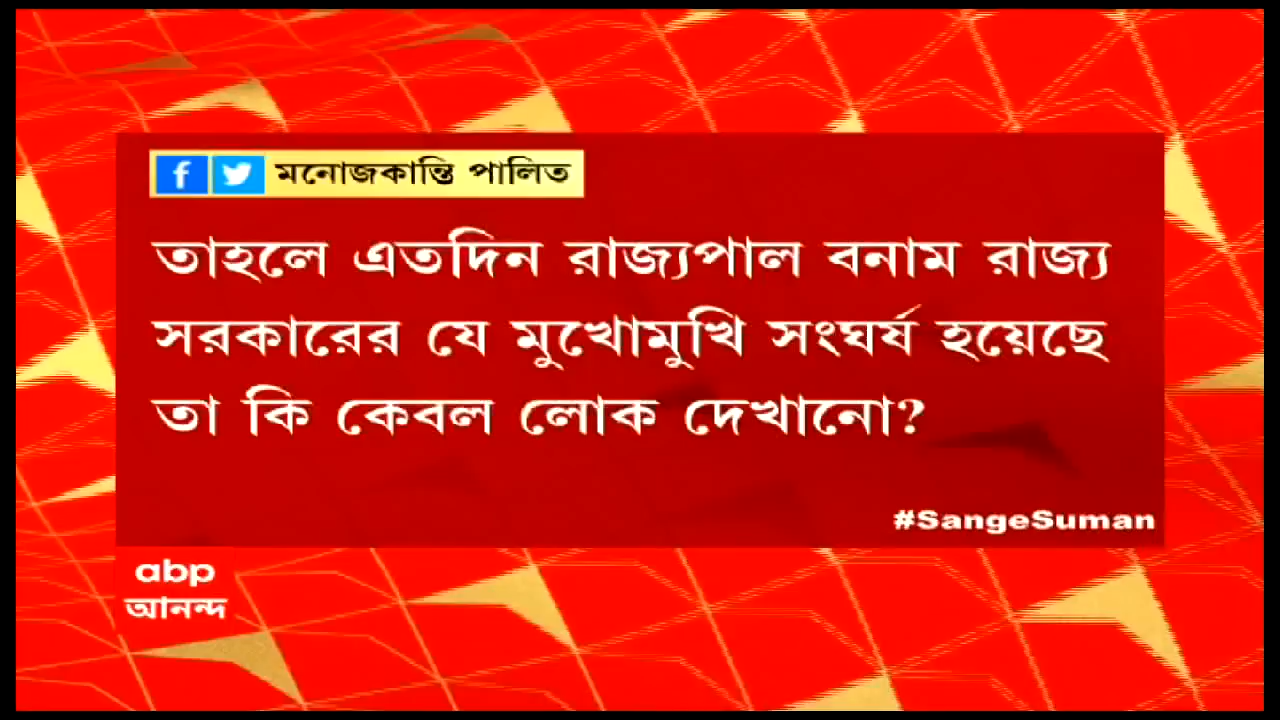 f মনোজকান্তি পালিত
তাহলে এতদিন রাজ্যপাল বনাম রাজ্য
সরকারের যে মুখোমুখি সংঘর্য হয়েছে
তা কি কেবল লোক দেখানো?
#SangeSuman
abp
আনন্দ